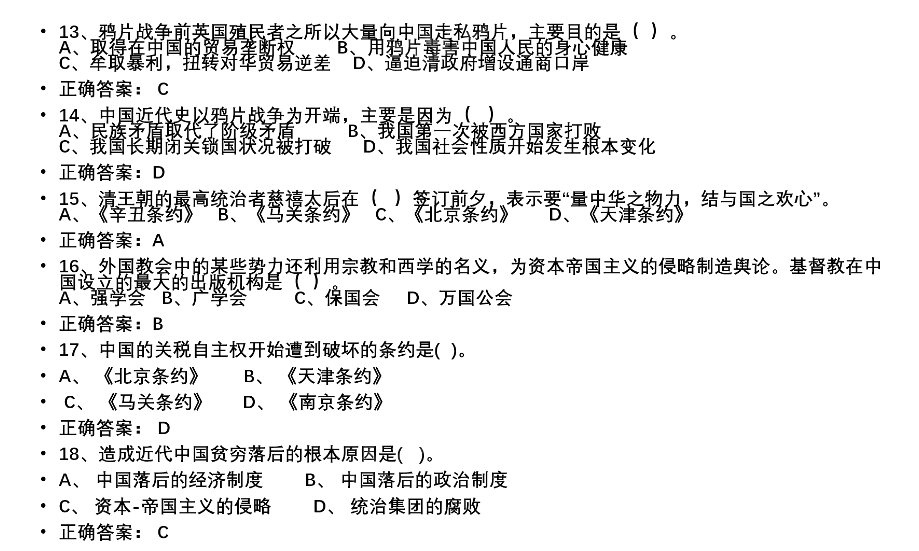 • 13、鸦片战争前英国殖民者之所以大量向中国走私鸦片，主要目的是（ ）。
A、取得在中国的贸易垄断权 B、用鸦片毒害中国人民的身心健康
C、牟取暴利，扭转对华贸易逆差 D、逼迫清政府增设通商口岸
• 正确答案： C
• 14、中国近代史以鸦片战争为开端，主要是因为（ ）。
A、民族矛盾取代了阶级矛盾 B、我国第一次被西方国家打败
C、我国长期闭关锁国状况被打破 D、我国社会性质开始发生根本变化
• 正确答案：D
• 15、清王朝的最高统治者慈禧太后在（ ）签订前夕，表示要“量中华之物力，结与国之欢心”。
A、《辛丑条约》 B、《马关条约》 C、《北京条约》 D、《天津条约》
• 正确答案：A
• 16、外国教会中的某些势力还利用宗教和西学的名义，为资本帝国主义的侵略制造舆论。基督教在中
国设立的最大的出版机构是（ ）。
A、强学会 B、广学会 C、保国会 D、万国公会
• 正确答案：B
• 17、中国的关税自主权开始遭到破坏的条约是( )。
• A、 《北京条约》 B、 《天津条约》
• C、 《马关条约》 D、 《南京条约》
• 正确答案： D
• 18、造成近代中国贫穷落后的根本原因是( )。
• A、 中国落后的经济制度 B、 中国落后的政治制度
• C、 资本-帝国主义的侵略 D、 统治集团的腐败
• 正确答案： C